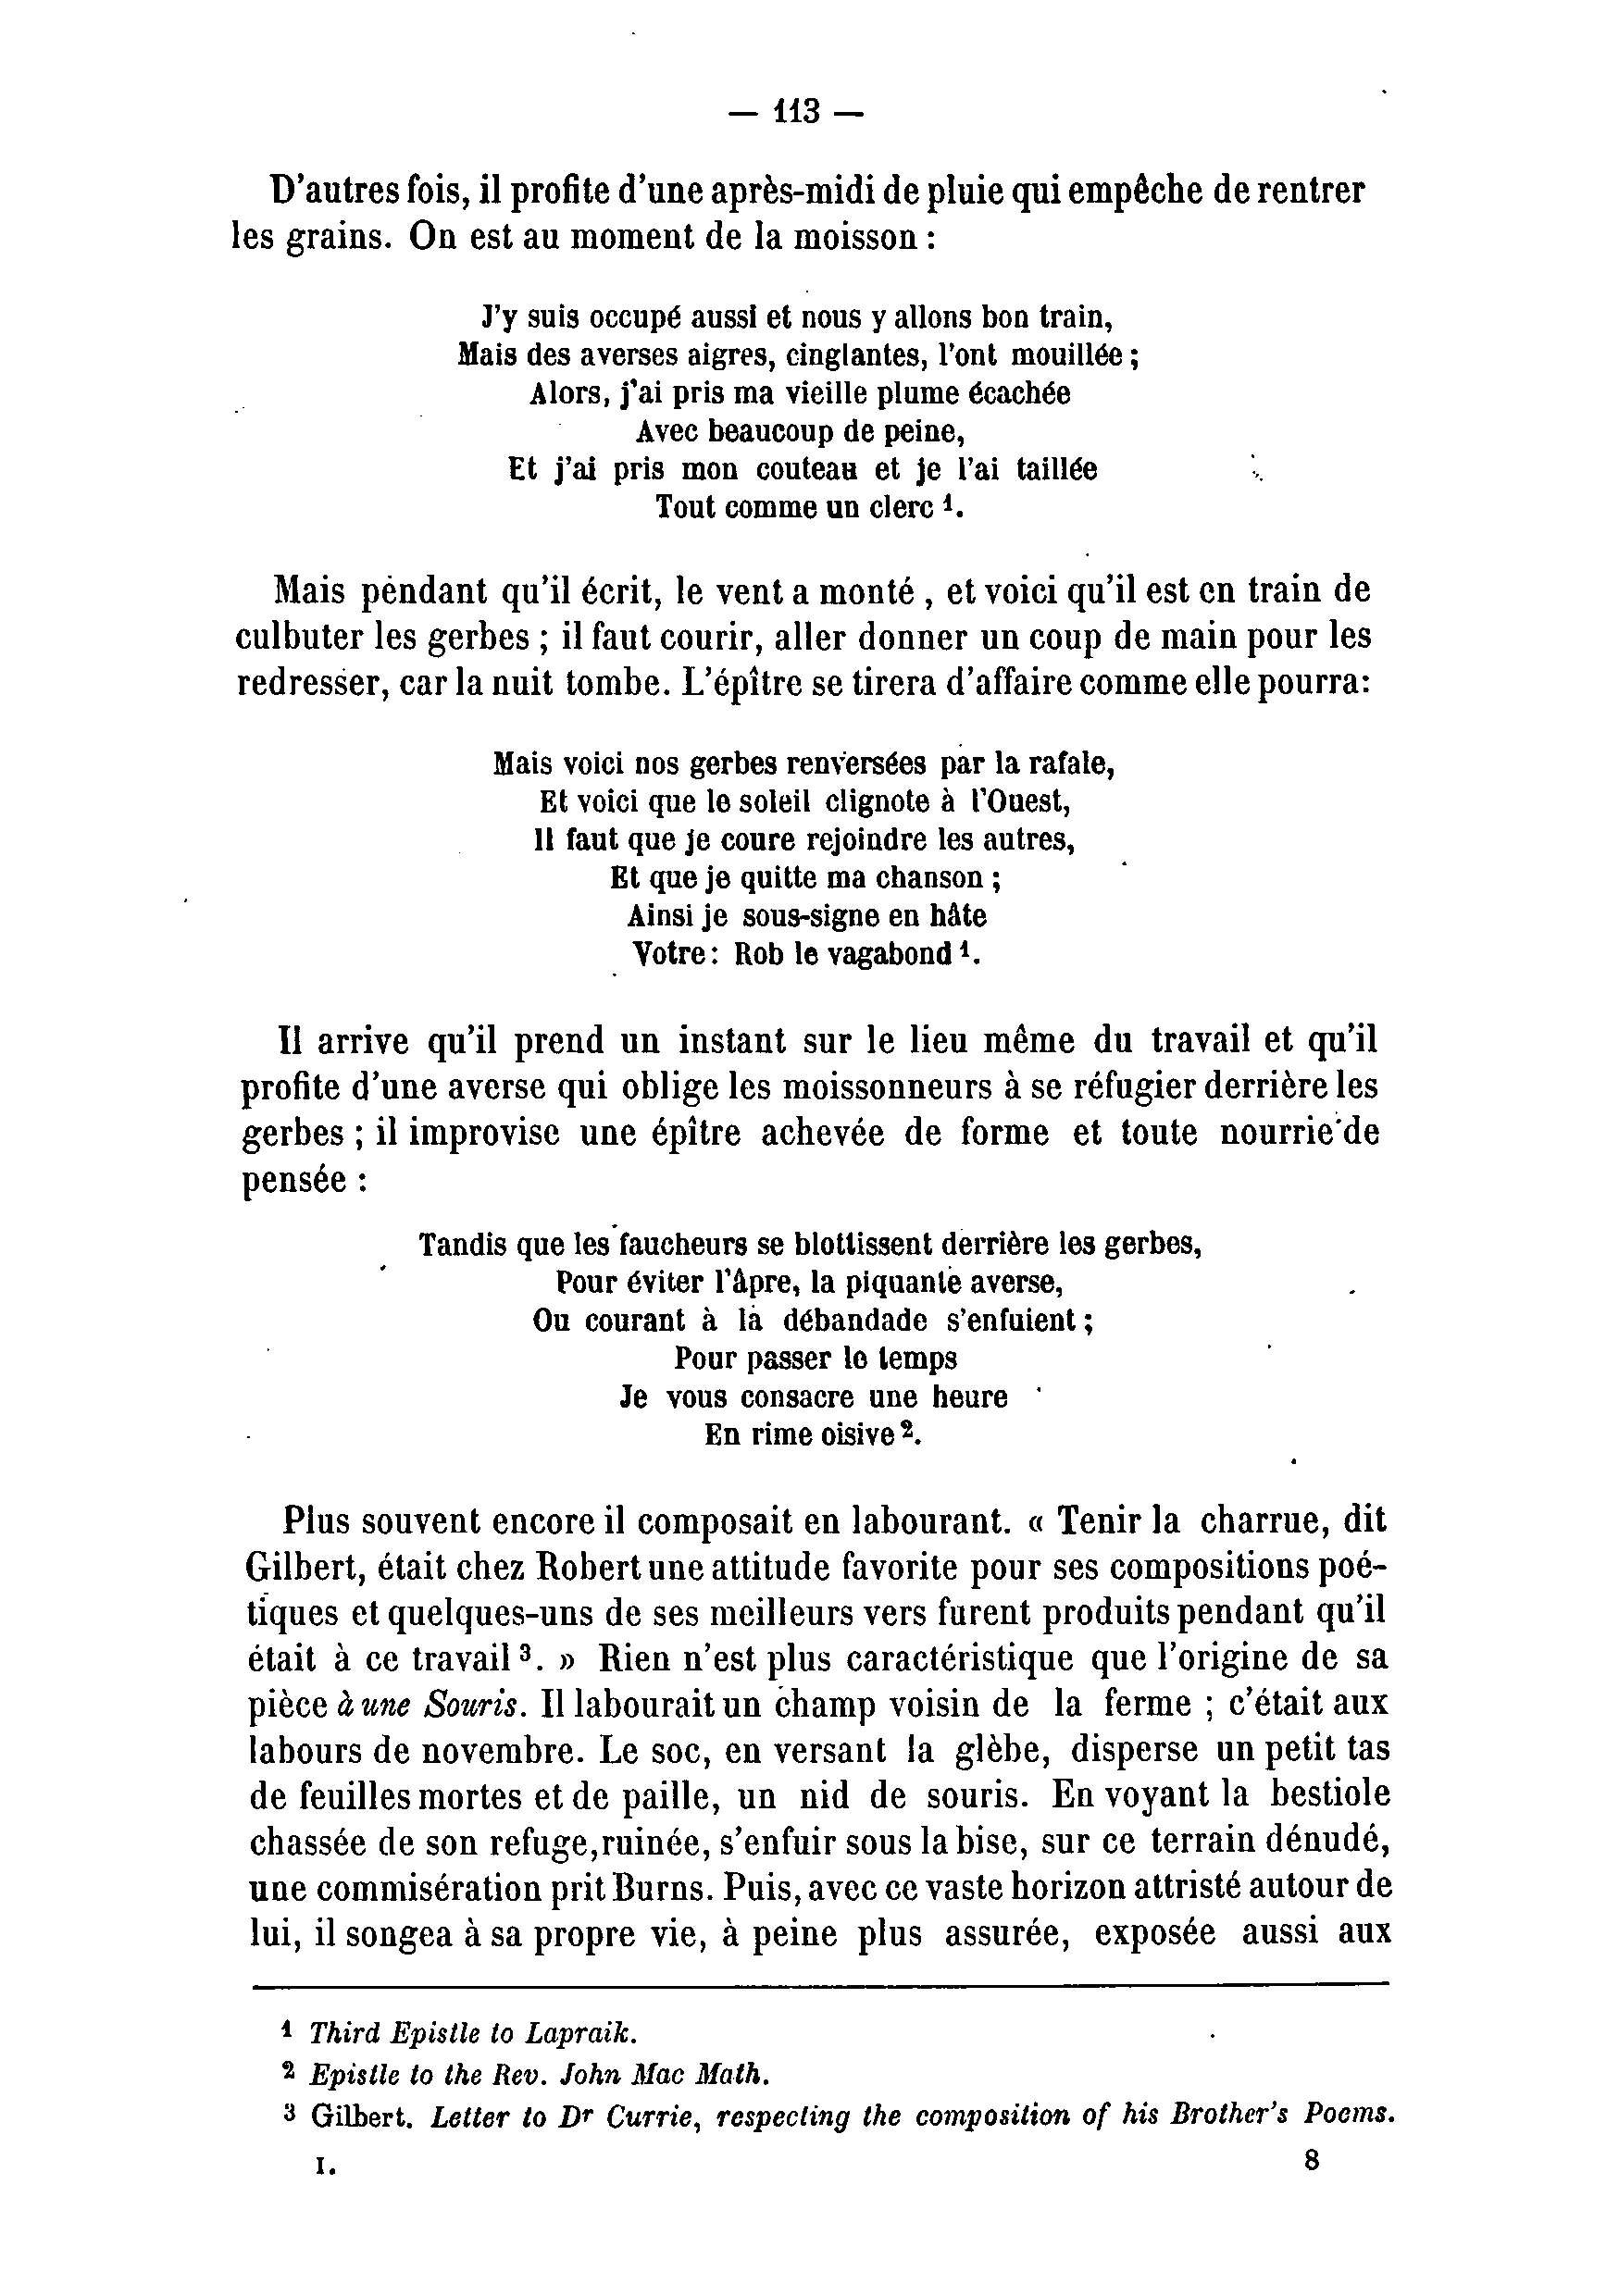 — 113 —
D'autres fois, il profite d'une après-midi de pluie qui empêche de rentrer
les grains. On est au moment de la moisson :
J'y suis occupé aussi et nous y allons bon train,
Mais des averses aigres, cinglantes, l'ont mouillée ;
Alors, j'ai pris ma vieille plume écachée
Avec beaucoup de peine,
Et j'ai pris mon couteau et je l'ai taillée
Tout comme un clerc ¹.
Mais pendant qu'il écrit, le vent a monté , et voici qu'il est en train de
culbuter les gerbes ; il faut courir, aller donner un coup de main pour les
redresser, car la nuit tombe. L'épître se tirera d'affaire comme elle pourra:
Mais voici nos gerbes renversées par la rafale,
Et voici que le soleil clignote à l'Ouest,
Il faut que je coure rejoindre les autres,
Et que je quitte ma chanson ;
Ainsi je sous-signe en hâte
Votre : Rob le vagabond ¹.
Il arrive qu'il prend un instant sur le lieu même du travail et qu'il
profite d'une averse qui oblige les moissonneurs à se réfugier derrière les
gerbes ; il improvise une épître achevée de forme et toute nourrie de
pensée :
Tandis que les faucheurs se blottissent derrière les gerbes,
Pour éviter l'âpre, la piquante averse,
Ou courant à la débandade s'enfuient ;
Pour passer le temps
Je vous consacre une heure
En rime oisive ².
Plus souvent encore il composait en labourant. « Tenir la charrue, dit
Gilbert, était chez Robert une attitude favorite pour ses compositions poé-
tiques et quelques-uns de ses meilleurs vers furent produits pendant qu'il
était à ce travail ³. » Rien n'est plus caractéristique que l'origine de sa
pièce à une Souris. Il labourait un champ voisin de la ferme ; c'était aux
labours de novembre. Le soc, en versant la glèbe, disperse un petit tas
de feuilles mortes et de paille, un nid de souris. En voyant la bestiole
chassée de son refuge, ruinée, s'enfuir sous la bise, sur ce terrain dénudé,
une commisération prit Burns. Puis, avec ce vaste horizon attristé autour de
lui, il songea à sa propre vie, à peine plus assurée, exposée aussi aux
¹ Third Epistle to Lapraik.
² Epistle to the Rev. John Mac Math.
³ Gilbert. Letter to Dʳ Currie, respecting the composition of his Brother's Poems.
I. 8